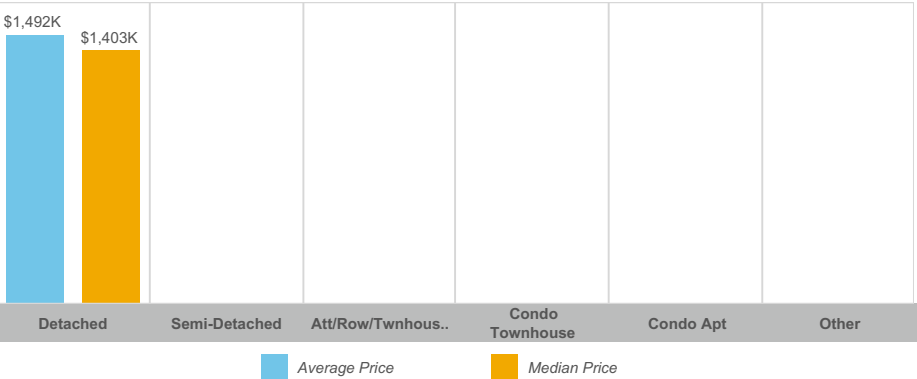 $1,492K
$1,403K
Detached
Semi-Detached
Att/Row/Twnhous..
Condo
Townhouse
Condo Apt
Other
Average Price
Median Price